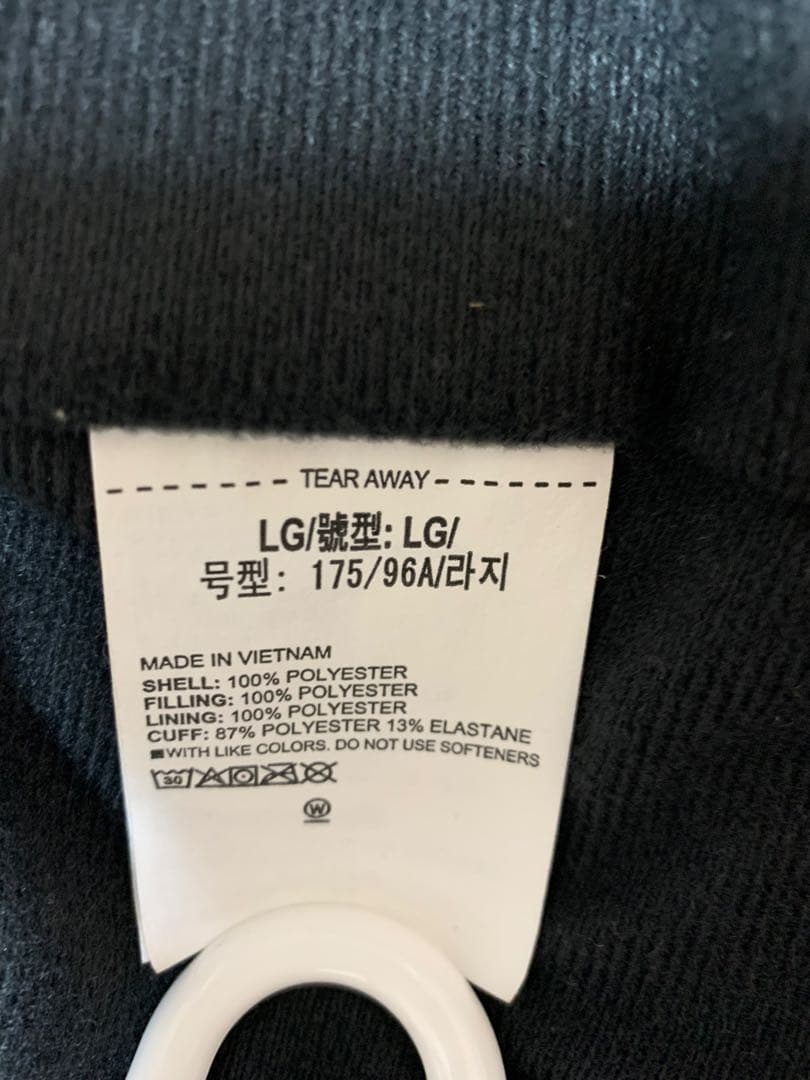 TEAR AWAY
LG/號型: LG/
号型: 175/96A/라지
MADE IN VIETNAM
SHELL: 100% POLYESTER
FILLING: 100% POLYESTER
LINING: 100% POLYESTER
CUFF: 87% POLYESTER 13% ELASTANE
WITH LIKE COLORS. DO NOT USE SOFTENERS
30
W